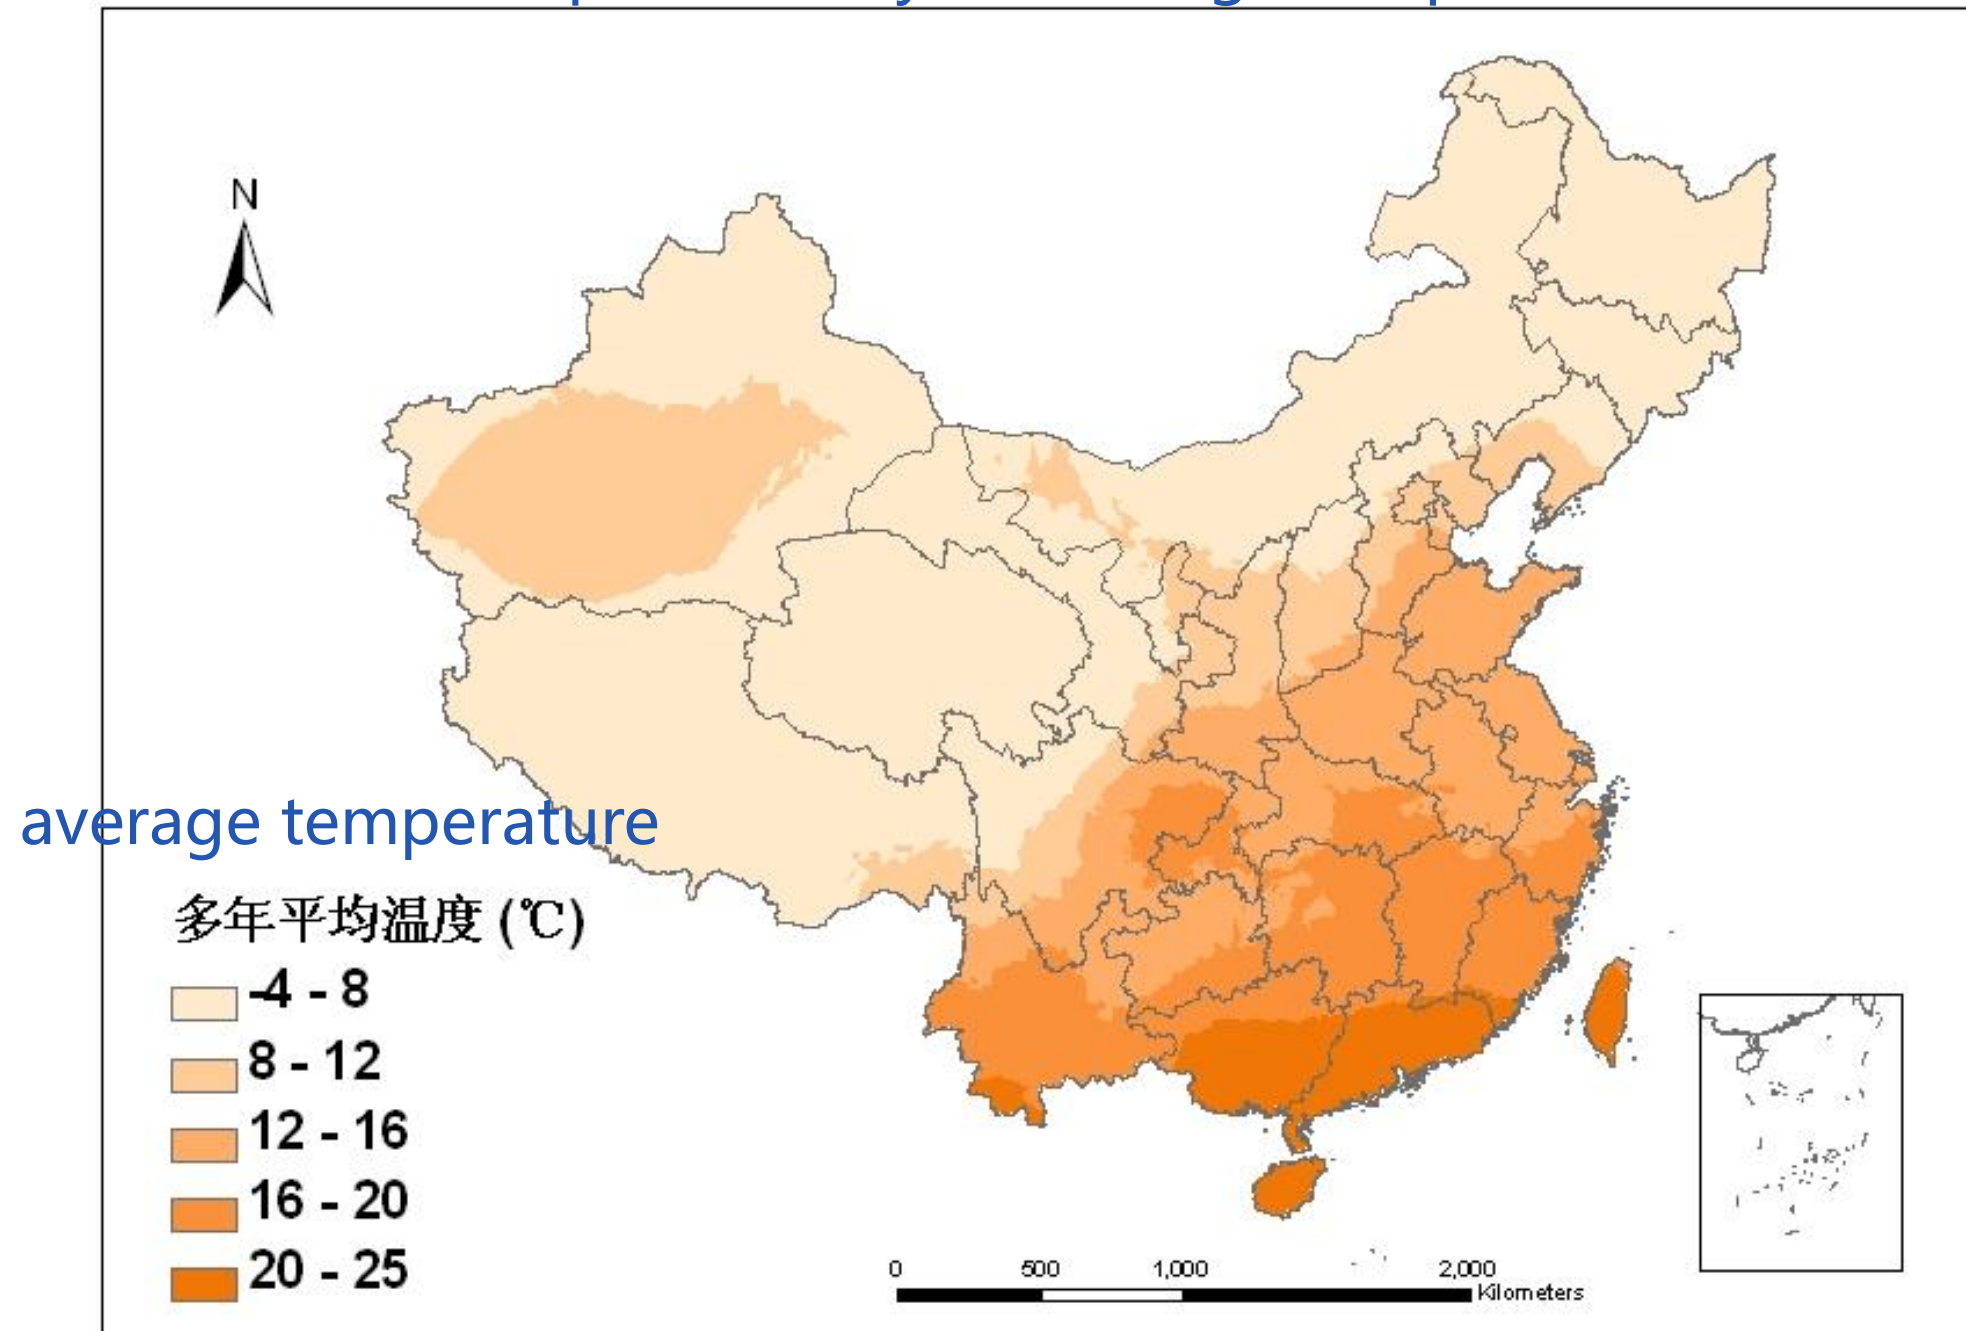 N
average temperature
多年平均温度 (℃)
-4 - 8
8 - 12
12 - 16
16 - 20
20 - 25
0 500 1,000 2,000
Kilometers